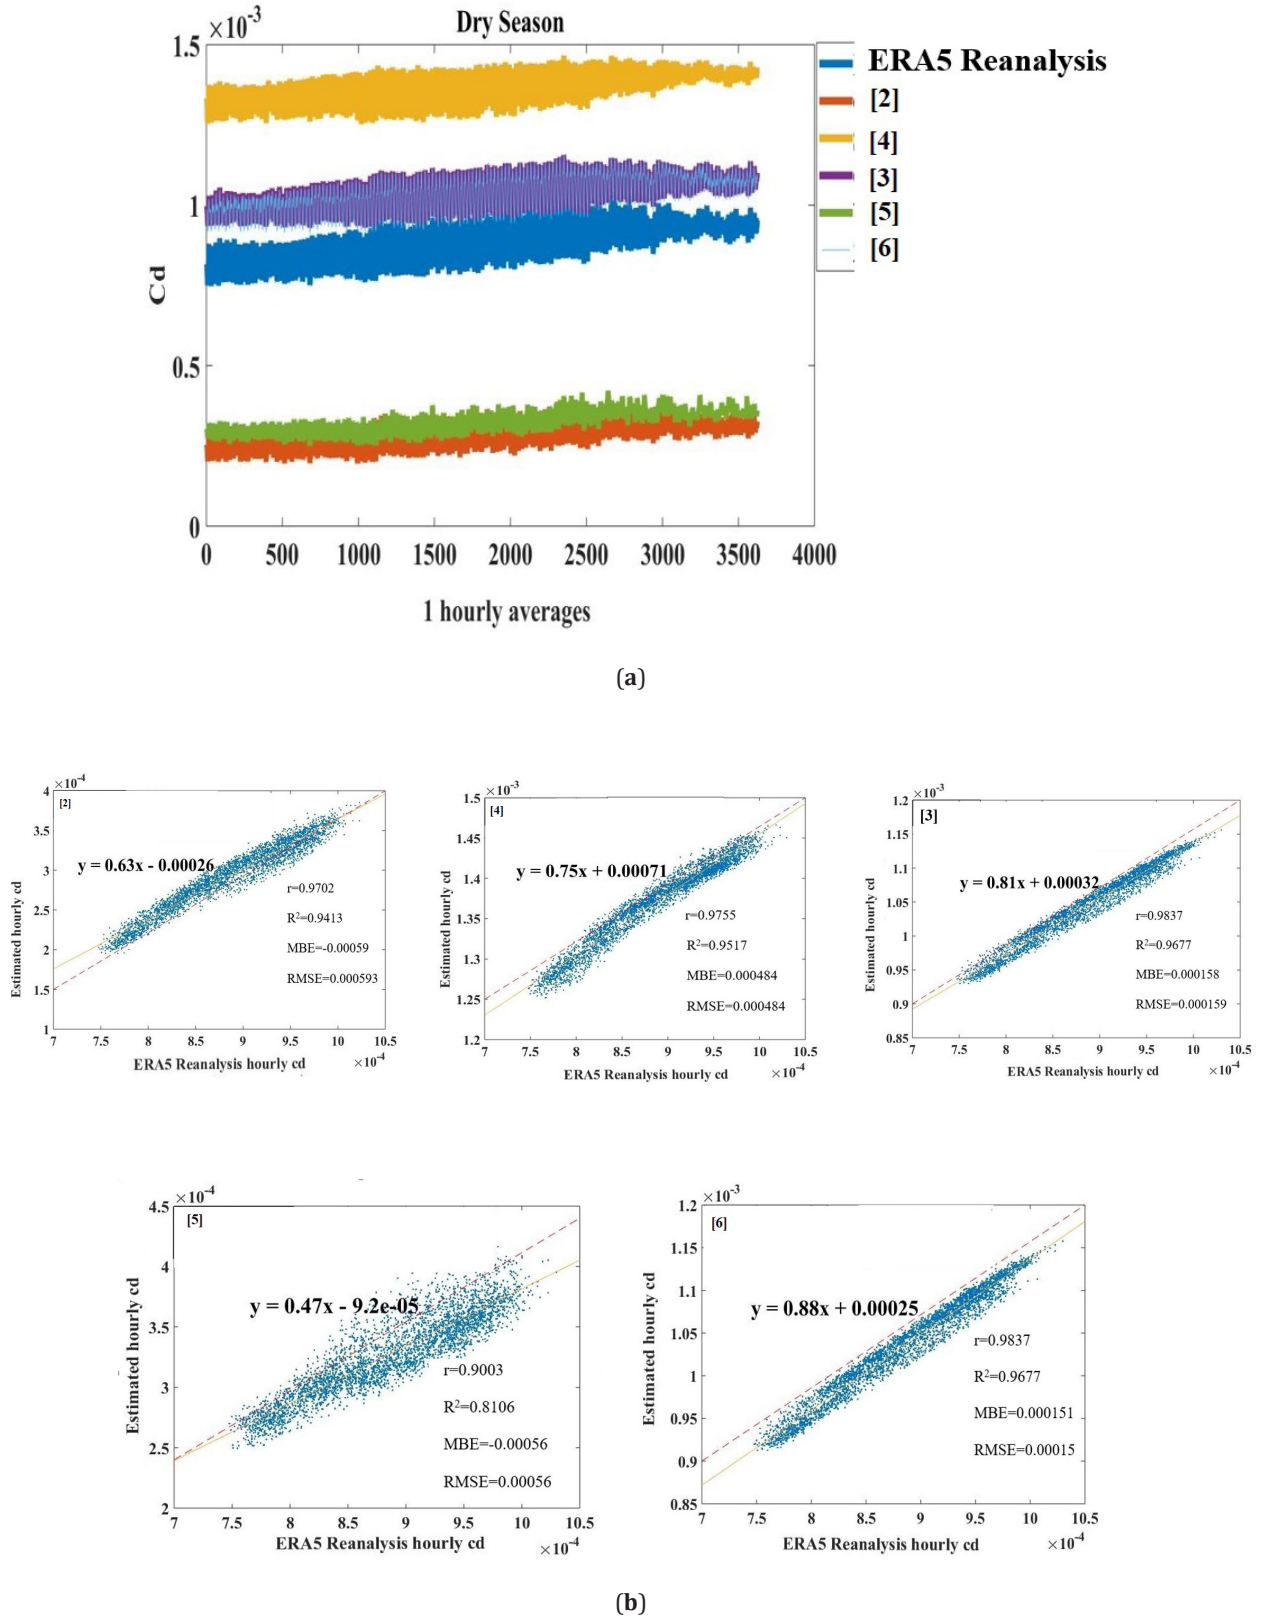 ×10⁻³
Dry Season
1.5
1
0.5
0
Cd
0 500 1000 1500 2000 2500 3000 3500 4000
1 hourly averages
ERA5 Reanalysis
[2]
[4]
[3]
[5]
[6]
(a)
×10⁻⁴
[2]
4
3.5
3
2.5
2
1.5
1
Estimated hourly cd
y = 0.63x - 0.00026
r=0.9702
R²=0.9413
MBE=-0.00059
RMSE=0.000593
7 7.5 8 8.5 9 9.5 10 10.5
ERA5 Reanalysis hourly cd
×10⁻⁴
×10⁻³
[4]
1.5
1.45
1.4
1.35
1.3
1.25
1.2
Estimated hourly cd
y = 0.75x + 0.00071
r=0.9755
R²=0.9517
MBE=0.000484
RMSE=0.000484
7 7.5 8 8.5 9 9.5 10 10.5
ERA5 Reanalysis hourly cd
×10⁻⁴
×10⁻³
[3]
1.2
1.15
1.1
1.05
1
0.95
0.9
0.85
Estimated hourly cd
y = 0.81x + 0.00032
r=0.9837
R²=0.9677
MBE=0.000158
RMSE=0.000159
7 7.5 8 8.5 9 9.5 10 10.5
ERA5 Reanalysis hourly cd
×10⁻⁴
×10⁻⁴
[5]
4.5
4
3.5
3
2.5
2
Estimated hourly cd
y = 0.47x - 9.2e-05
r=0.9003
R²=0.8106
MBE=-0.00056
RMSE=0.00056
7 7.5 8 8.5 9 9.5 10 10.5
ERA5 Reanalysis hourly cd
×10⁻⁴
×10⁻³
[6]
1.2
1.15
1.1
1.05
1
0.95
0.9
0.85
Estimated hourly cd
y = 0.88x + 0.00025
r=0.9837
R²=0.9677
MBE=0.000151
RMSE=0.00015
7 7.5 8 8.5 9 9.5 10 10.5
ERA5 Reanalysis hourly cd
×10⁻⁴
(b)